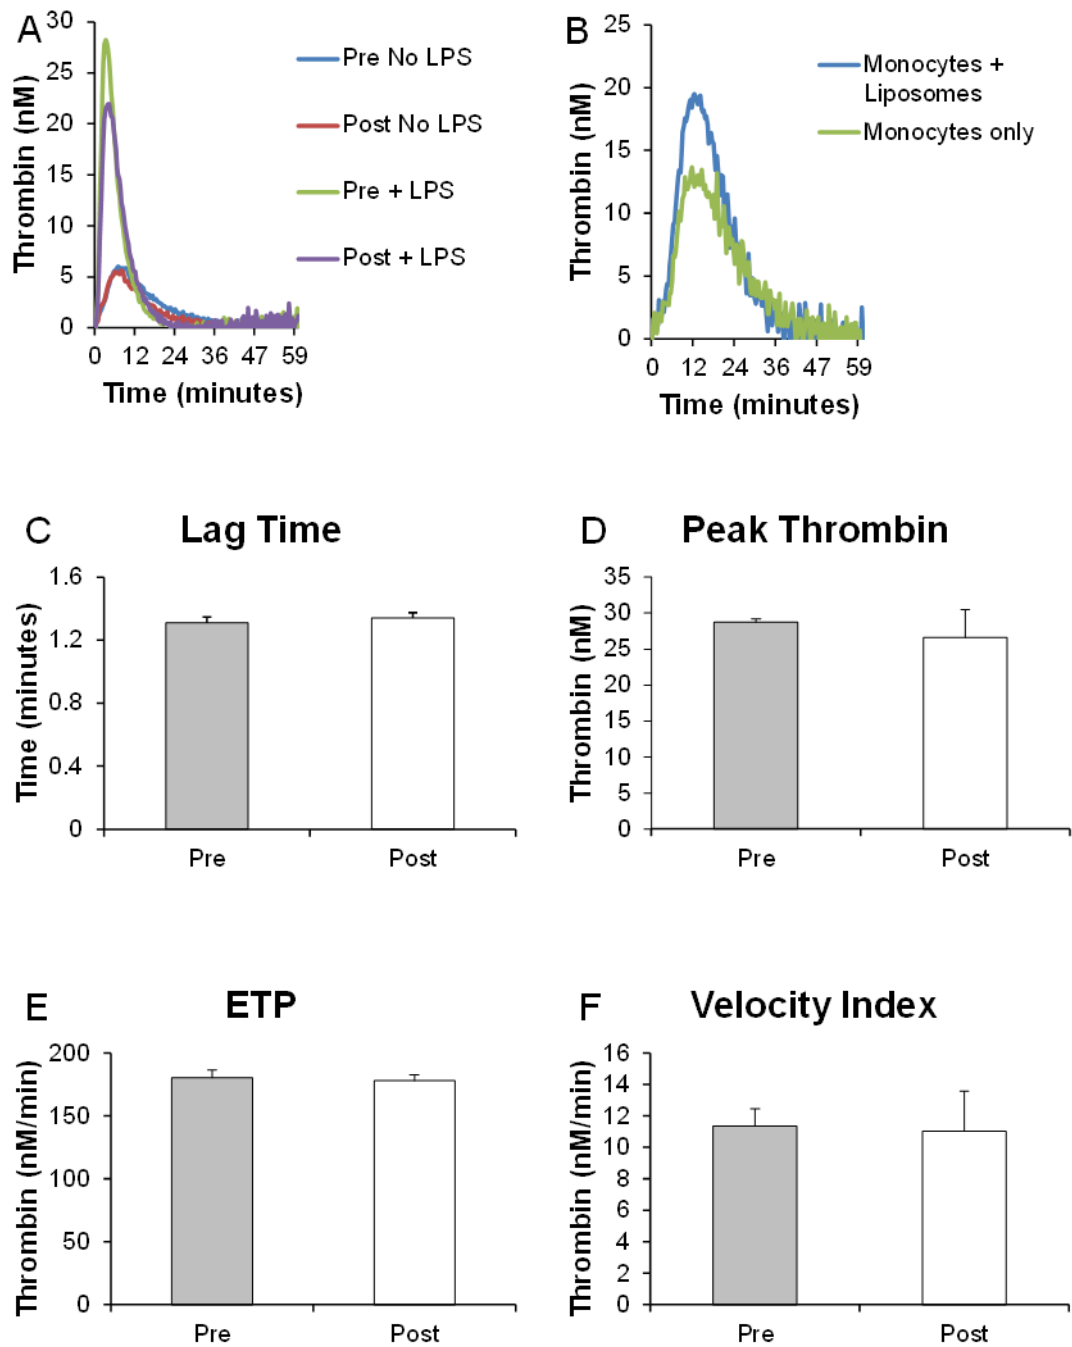 A
Thrombin (nM)
30
25
20
15
10
5
0
0 12 24 36 47 59
Time (minutes)
Pre No LPS
Post No LPS
Pre + LPS
Post + LPS
B
Thrombin (nM)
25
20
15
10
5
0
0 12 24 36 47 59
Time (minutes)
Monocytes +
Liposomes
Monocytes only
C
Lag Time
Time (minutes)
1.6
1.2
0.8
0.4
0
Pre Post
D
Peak Thrombin
Thrombin (nM)
35
30
25
20
15
10
5
0
Pre Post
E
ETP
Thrombin (nM/min)
200
150
100
50
0
Pre Post
F
Velocity Index
Thrombin (nM/min)
16
14
12
10
8
6
4
2
0
Pre Post